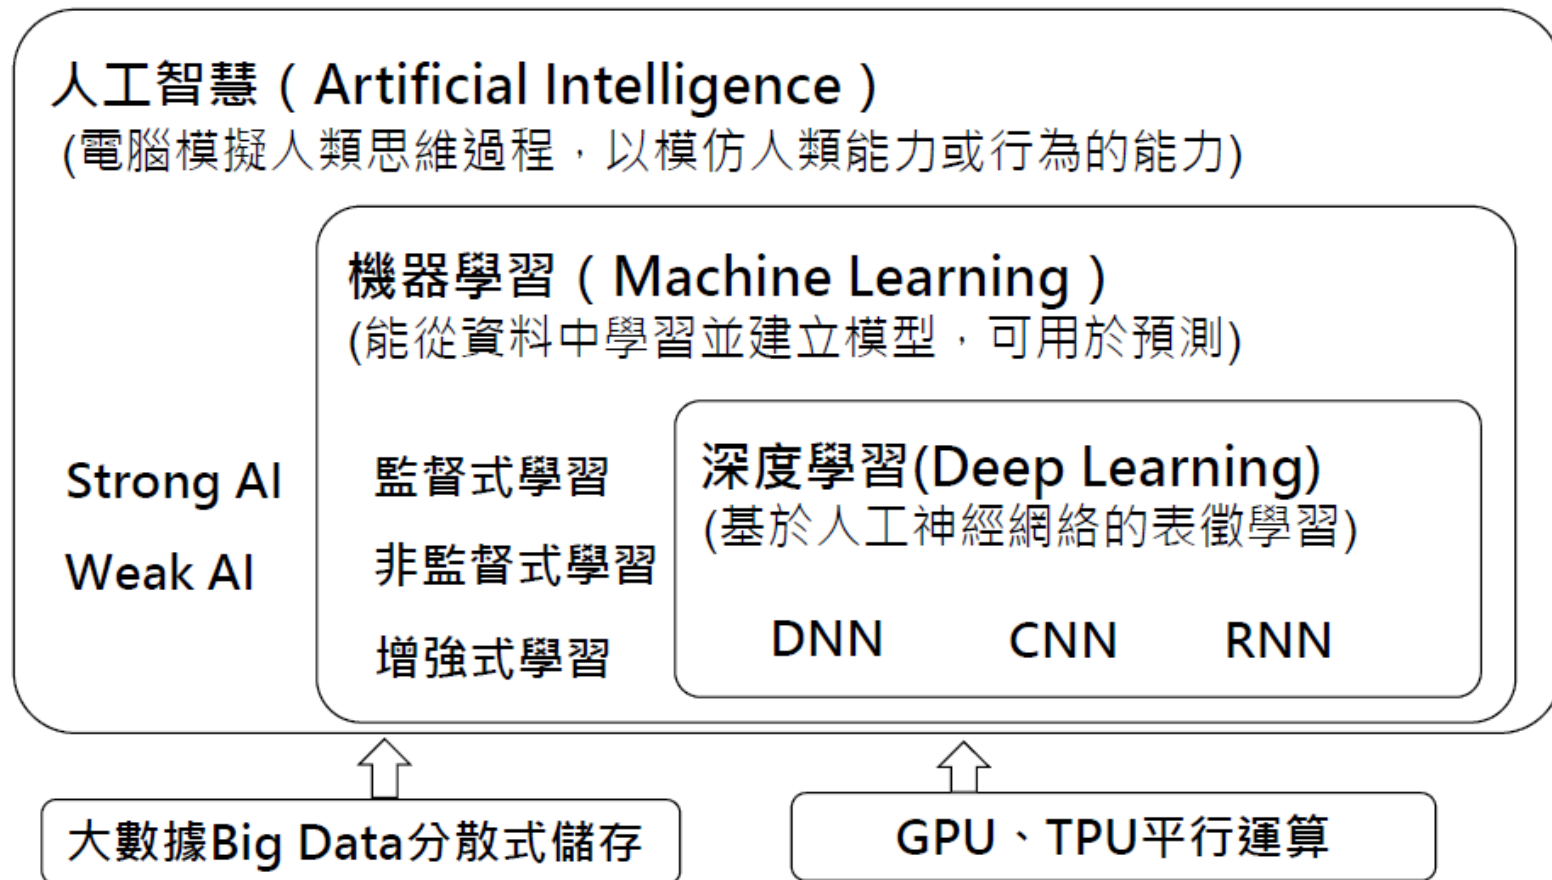 人工智慧（Artificial Intelligence）
(電腦模擬人類思維過程，以模仿人類能力或行為的能力)
機器學習（Machine Learning）
(能從資料中學習並建立模型，可用於預測)
Strong AI
Weak AI
監督式學習
非監督式學習
增強式學習
深度學習(Deep Learning)
(基於人工神經網絡的表徵學習)
DNN CNN RNN
大數據Big Data分散式儲存
GPU、TPU平行運算